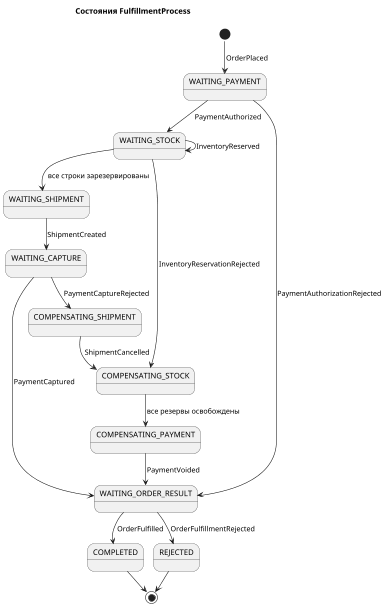 Состояния FulfillmentProcess
OrderPlaced
WAITING_PAYMENT
PaymentAuthorized
WAITING_STOCK
InventoryReserved
все строки зарезервированы
WAITING_SHIPMENT
ShipmentCreated
WAITING_CAPTURE
InventoryReservationRejected
PaymentCaptureRejected
PaymentAuthorizationRejected
COMPENSATING_SHIPMENT
ShipmentCancelled
COMPENSATING_STOCK
PaymentCaptured
все резервы освобождены
COMPENSATING_PAYMENT
PaymentVoided
WAITING_ORDER_RESULT
OrderFulfilled
OrderFulfillmentRejected
COMPLETED
REJECTED